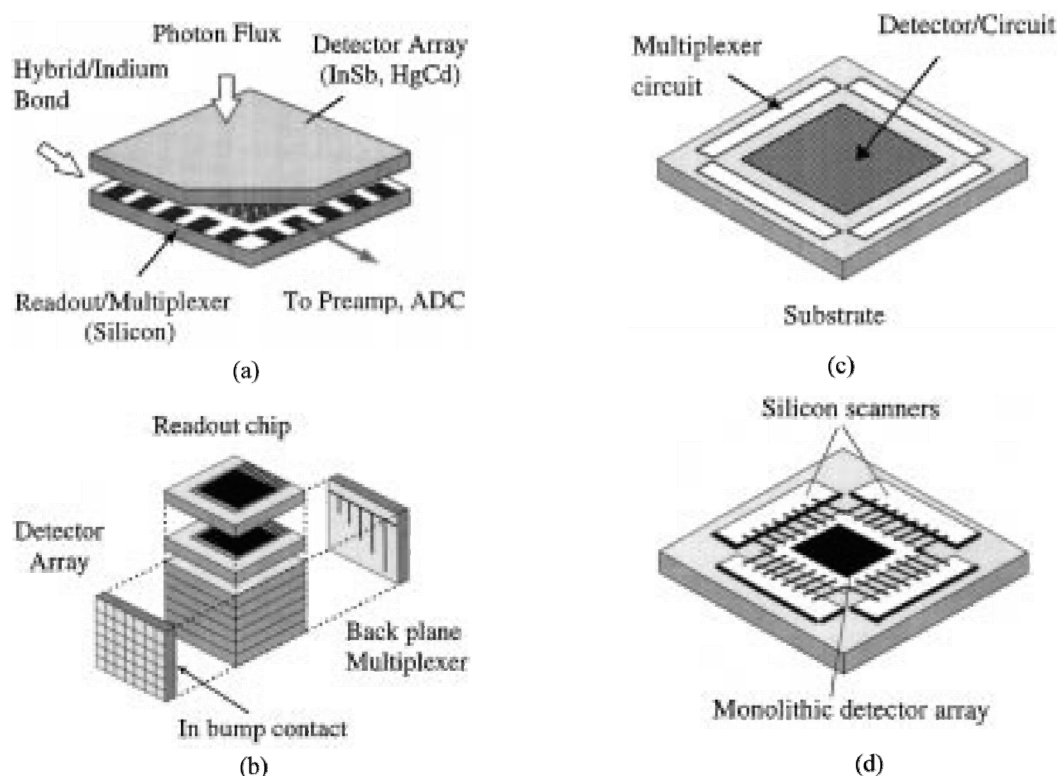 Photon Flux
Detector Array
(InSb, HgCd)
Hybrid/Indium
Bond
Readout/Multiplexer
(Silicon)
To Preamp, ADC
(a)
Readout chip
Detector
Array
Back plane
Multiplexer
In bump contact
(b)
Detector/Circuit
Multiplexer
circuit
Substrate
(c)
Silicon scanners
Monolithic detector array
(d)